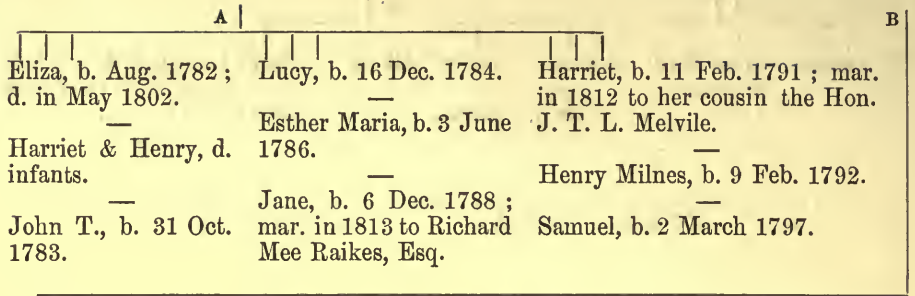 A
B
Eliza, b. Aug. 1782 ;
d. in May 1802.
—
Harriet & Henry, d.
infants.
—
John T., b. 31 Oct.
1783.
Lucy, b. 16 Dec. 1784.
—
Esther Maria, b. 3 June
1786.
—
Jane, b. 6 Dec. 1788 ;
mar. in 1813 to Richard
Mee Raikes, Esq.
Harriet, b. 11 Feb. 1791 ; mar.
in 1812 to her cousin the Hon.
J. T. L. Melvile.
—
Henry Milnes, b. 9 Feb. 1792.
—
Samuel, b. 2 March 1797.